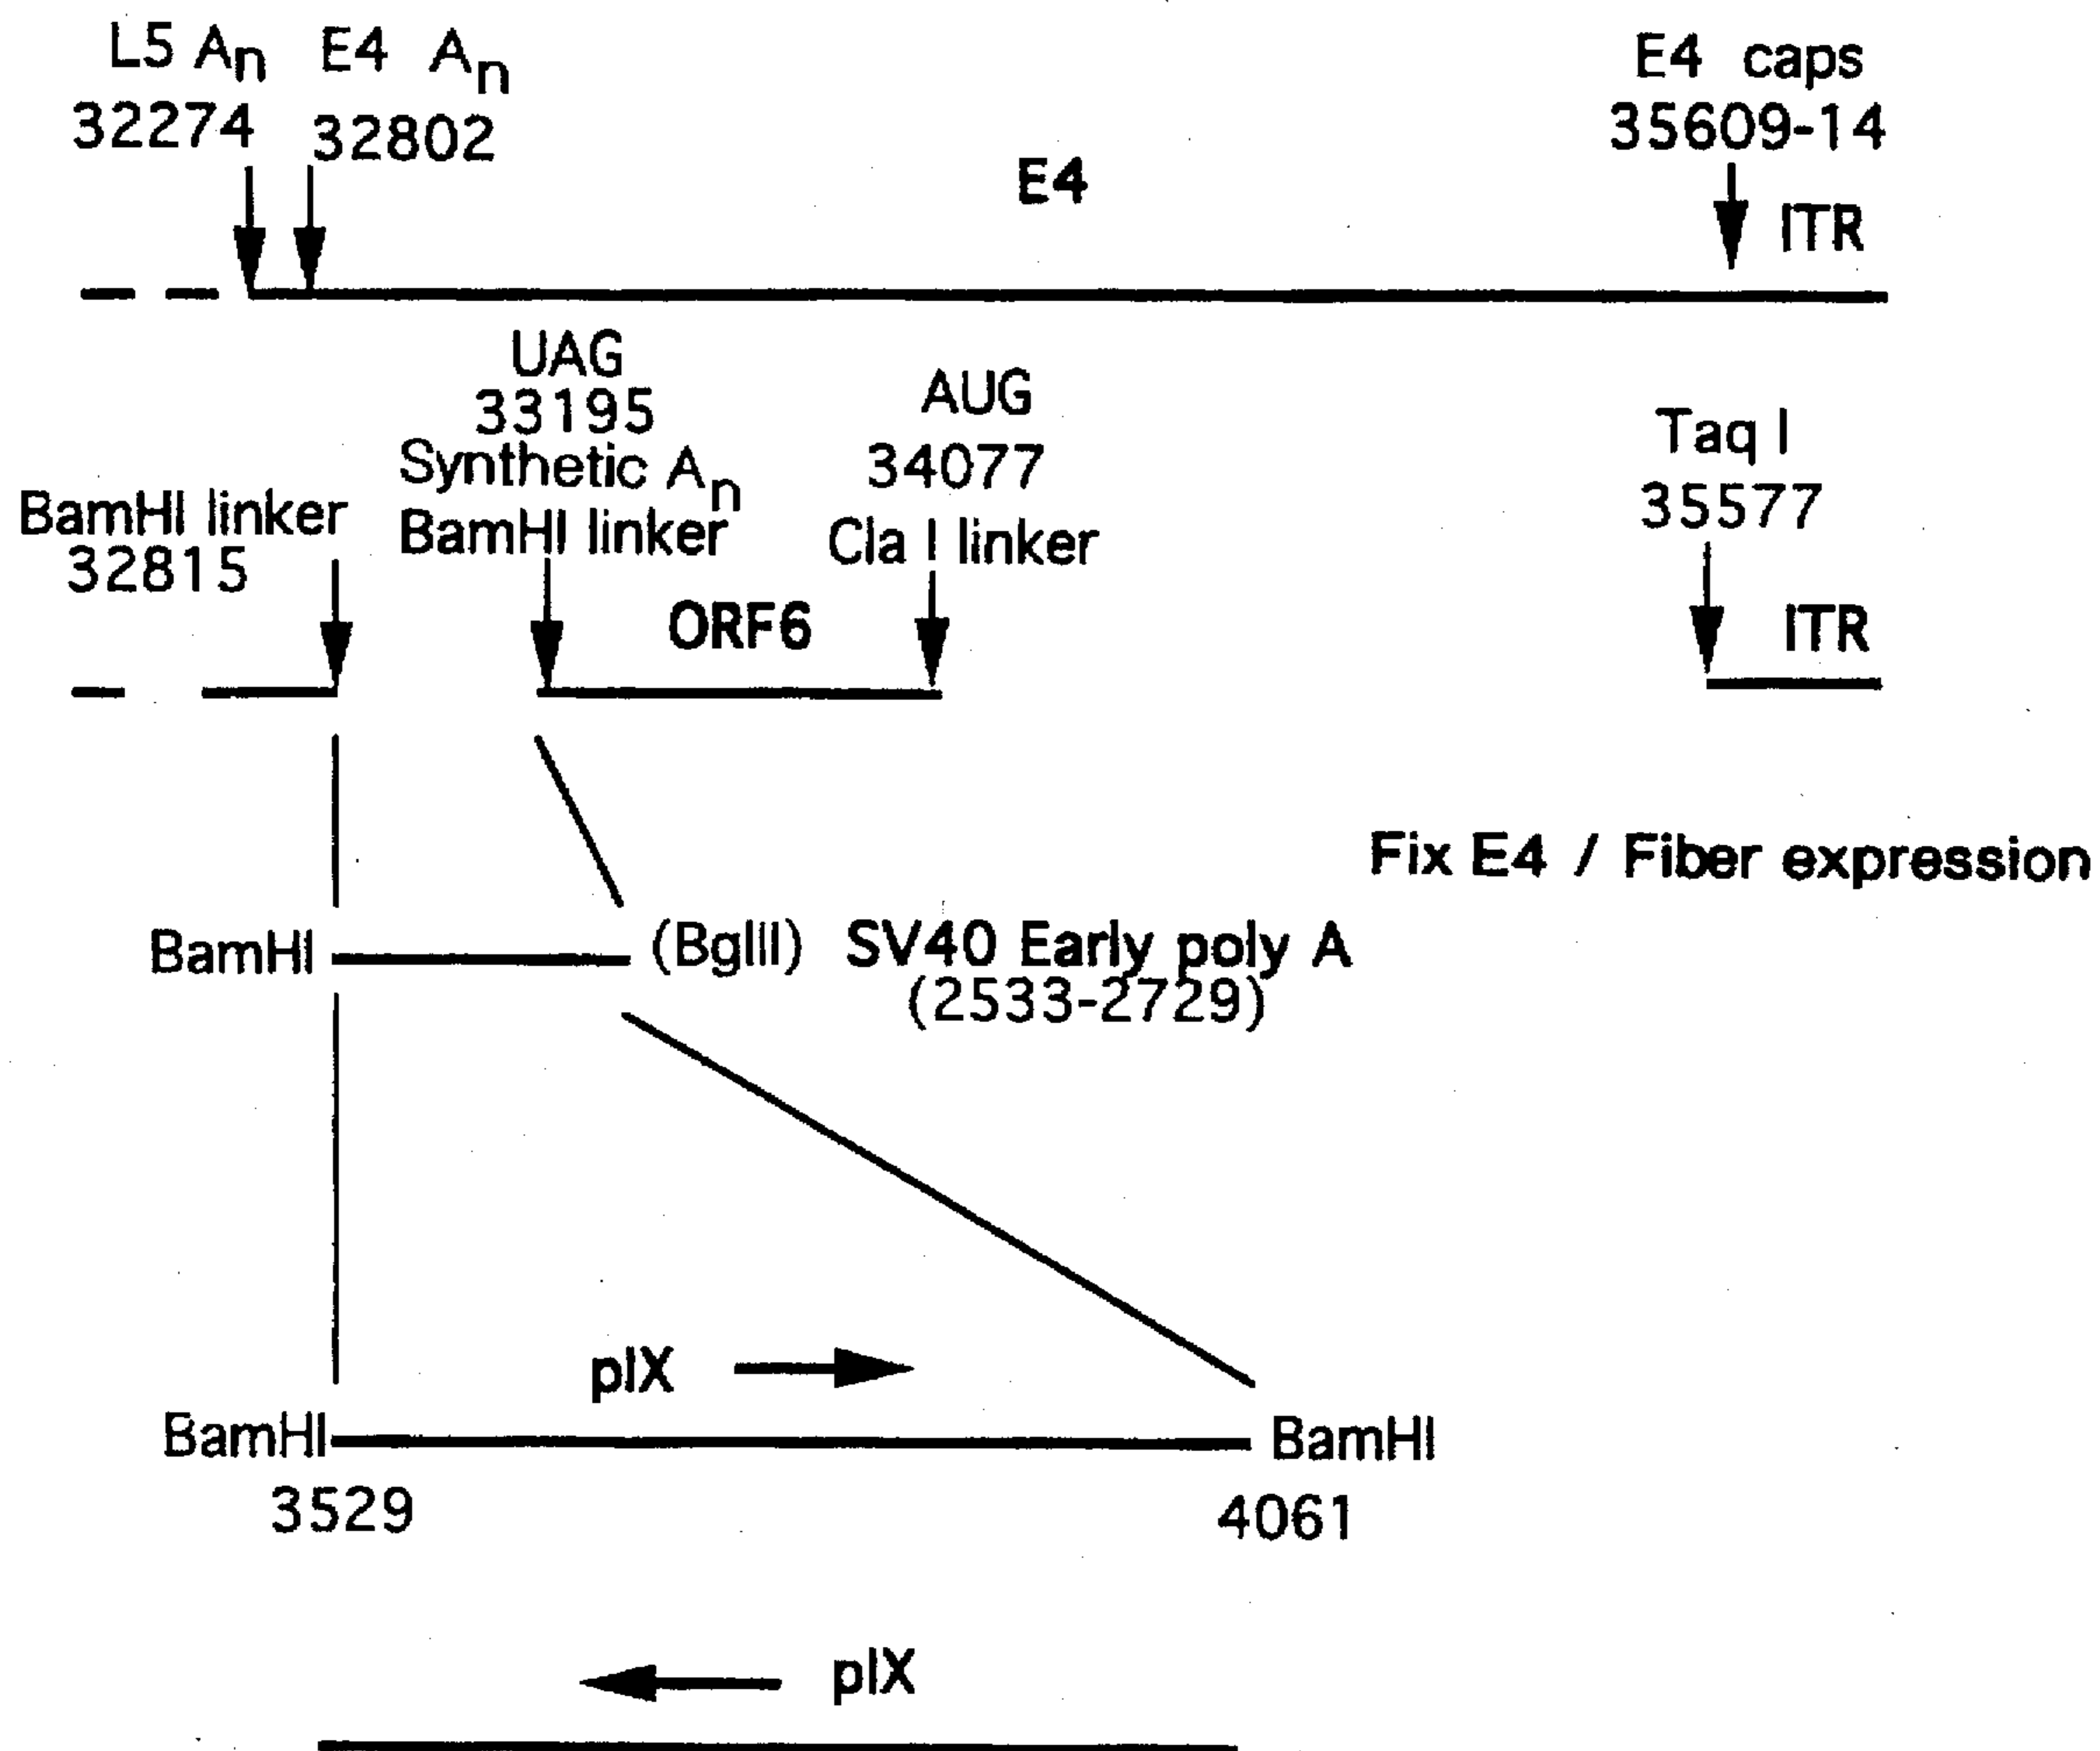 L5 An
E4 An
E4 caps
32274
32802
35609-14
E4
ITR
UAG
33195
Synthetic An
BamHI linker
AUG
34077
Cla I linker
Taq I
35577
BamHI linker
32815
ORF6
ITR
Fix E4 / Fiber expression
BamHI
(BglII) SV40 Early poly A
(2533-2729)
pIX
BamHI
BamHI
3529
4061
pIX